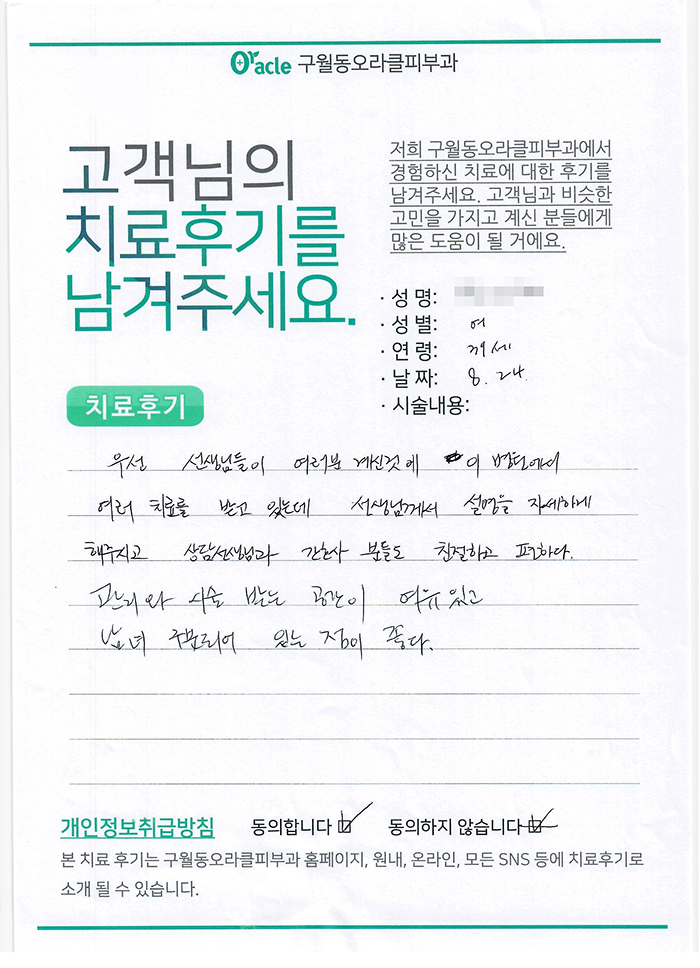 Oracle 구월동오라클피부과
고객님의
치료후기를
남겨주세요.
저희 구월동오라클피부과에서
경험하신 치료에 대한 후기를
남겨주세요. 고객님과 비슷한
고민을 가지고 계신 분들에게
많은 도움이 될 거에요.
· 성 명:
· 성 별: 여
· 연 령: 39세
· 날 짜: 8. 24.
· 시술내용:
치료후기
우선 선생님들이 여러분 계신것에 이 병원에서
여러 치료를 받고 있는데 선생님께서 설명을 자세하게
해주시고 상담선생님과 간호사 분들도 친절하고 편하다.
관리와 시술 받는 공간이 여유 있고
남녀 구분되어 있는 점이 좋다.
개인정보취급방침 동의합니다 동의하지 않습니다
본 치료 후기는 구월동오라클피부과 홈페이지, 원내, 온라인, 모든 SNS 등에 치료후기로
소개 될 수 있습니다.